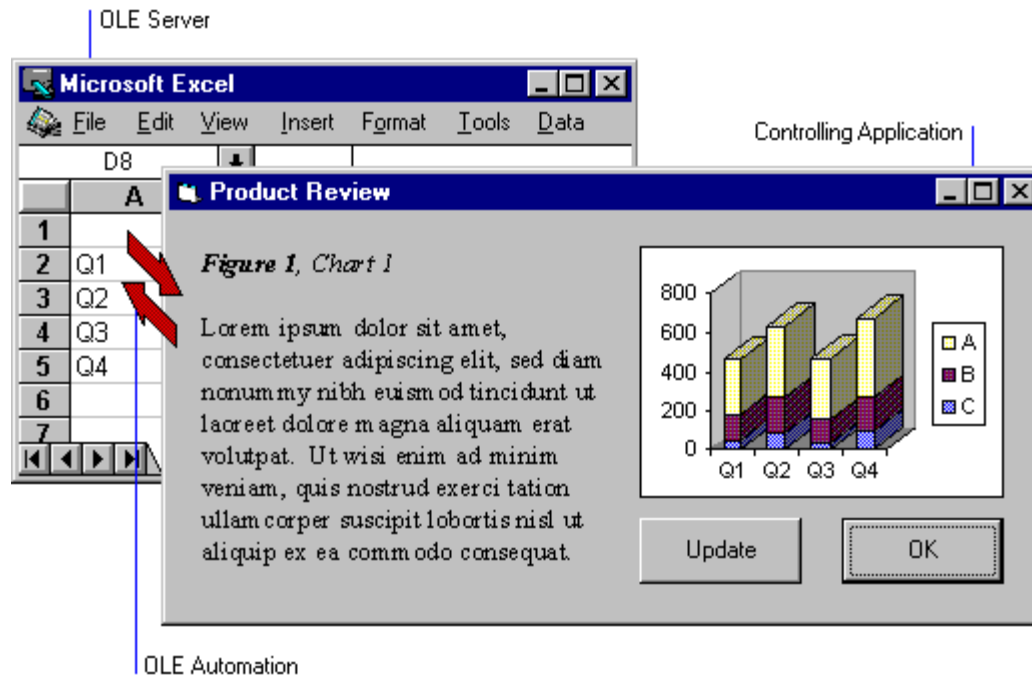 OLE Server
Microsoft Excel
File Edit View Insert Format Tools Data
Controlling Application
D8
A
Product Review
1
2 Q1
3 Q2
4 Q3
5 Q4
6
7
Figure 1, Chart 1
Lorem ipsum dolor sit amet,
consectetuer adipiscing elit, sed diam
nonummy nibh euismod tincidunt ut
laoreet dolore magna aliquam erat
volutpat. Ut wisi enim ad minim
veniam, quis nostrud exerci tation
ullamcorper suscipit lobortis nisl ut
aliquip ex ea commodo consequat.
800
600
400
200
0
Q1 Q2 Q3 Q4
A
B
C
Update OK
OLE Automation